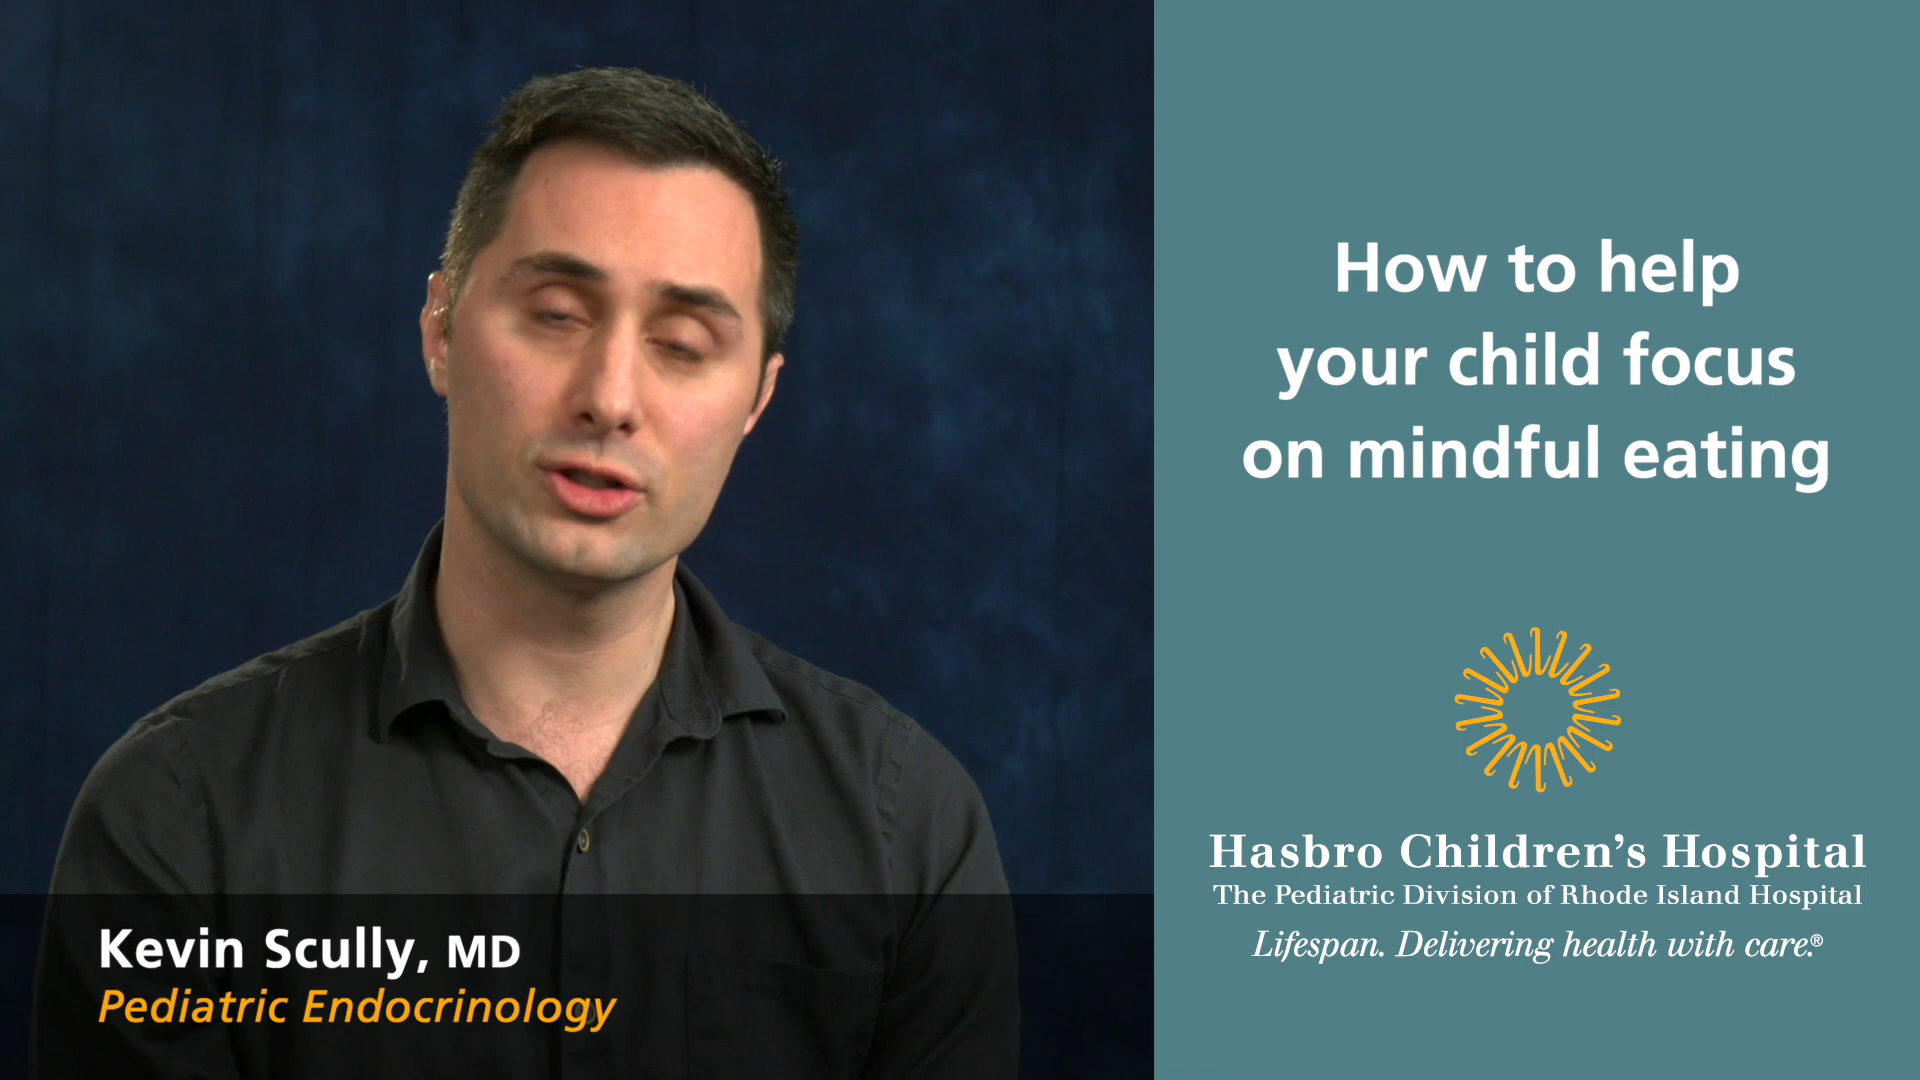 How to help
your child focus
on mindful eating
Hasbro Children's Hospital
The Pediatric Division of Rhode Island Hospital
Lifespan. Delivering health with care.®
Kevin Scully, MD
Pediatric Endocrinology